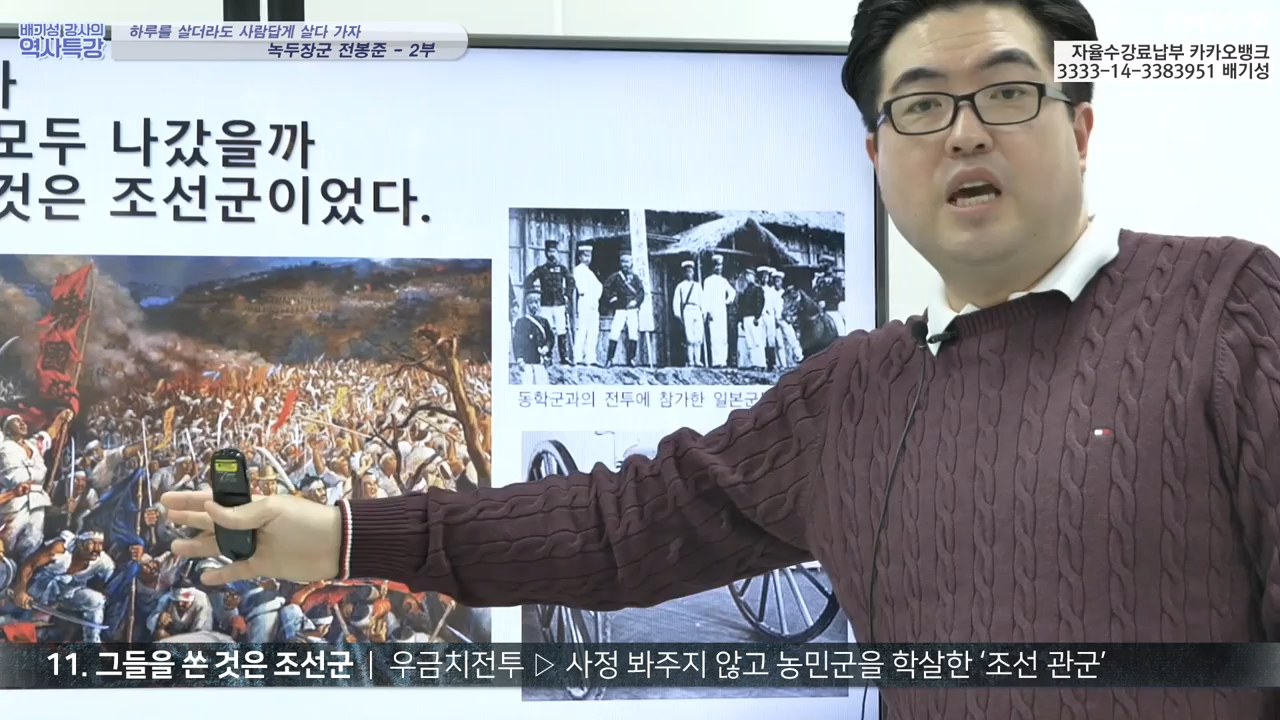 배기성 강사의
역사특강
하루를 살더라도 사람답게 살다 가자
녹두장군 전봉준 - 2부
자율수강료납부 카카오뱅크
3333-14-3383951 배기성
모두 나갔을까
것은 조선군이었다.
동학군과의 전투에 참가한
11. 그들을 쏜 것은 조선군 | 우금치전투 ▷ 사정 봐주지 않고 농민군을 학살한 ‘조선 관군’